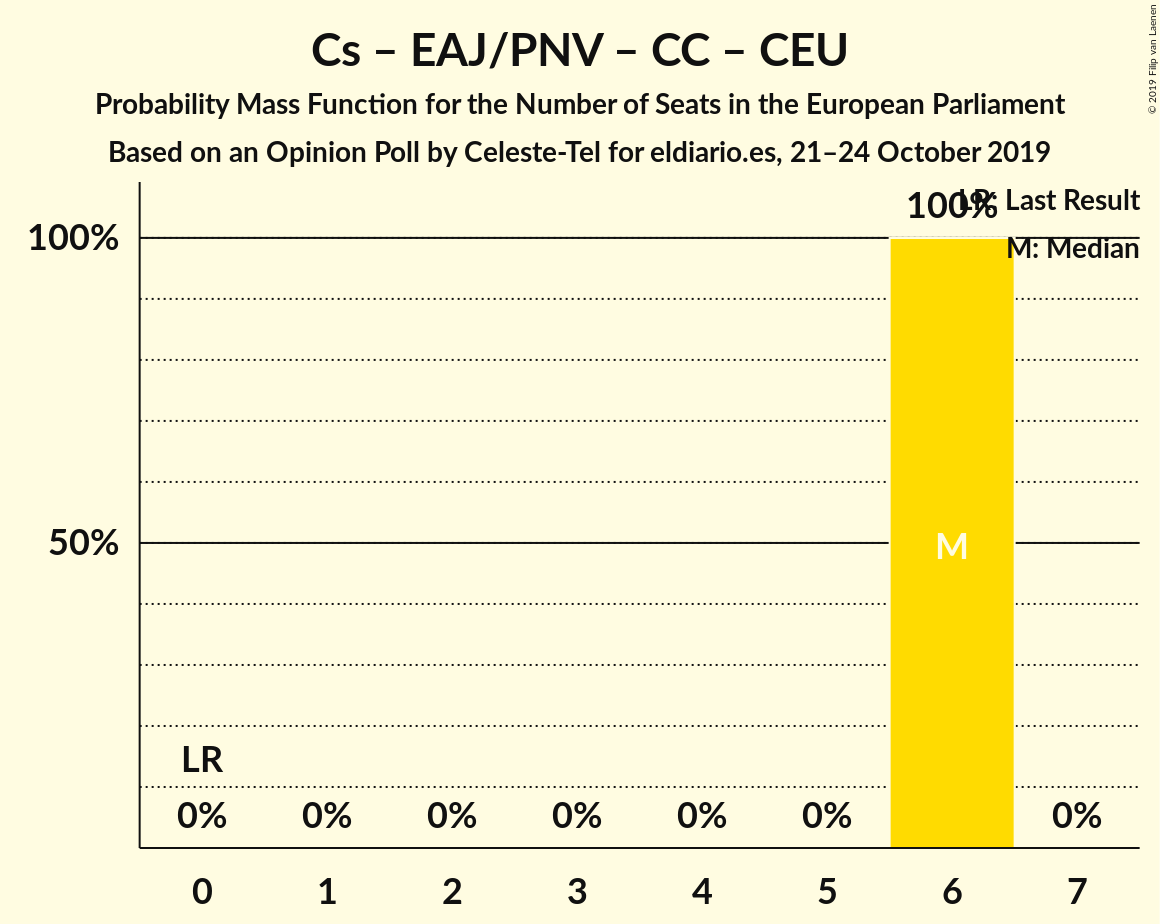 Cs – EAJ/PNV – CC – CEU
Probability Mass Function for the Number of Seats in the European Parliament
Based on an Opinion Poll by Celeste-Tel for eldiario.es, 21–24 October 2019
© 2019 Filip van Laenen
100%
LR: Last Result
100%
M: Median
50%
M
LR
0% 0% 0% 0% 0% 0% 0%
0 1 2 3 4 5 6 7